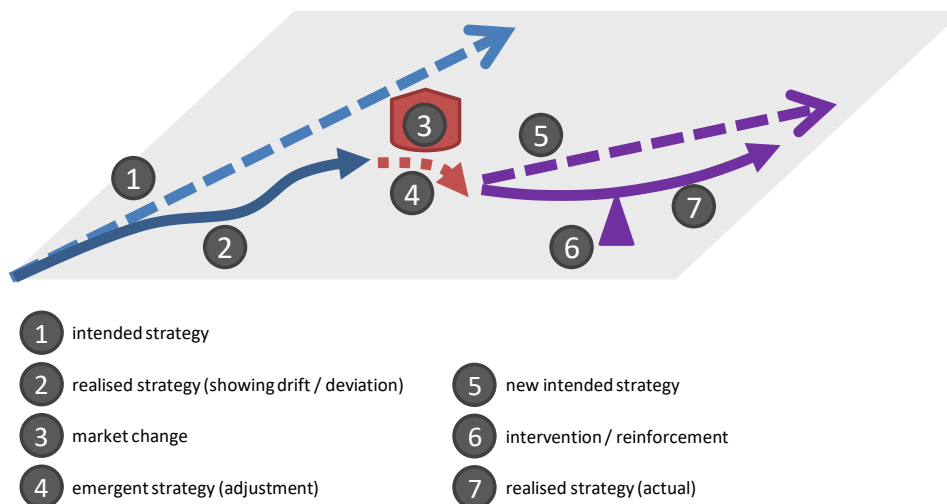 3
5
1
4
7
2
6
1 intended strategy
2 realised strategy (showing drift / deviation)
5 new intended strategy
3 market change
6 intervention / reinforcement
4 emergent strategy (adjustment)
7 realised strategy (actual)